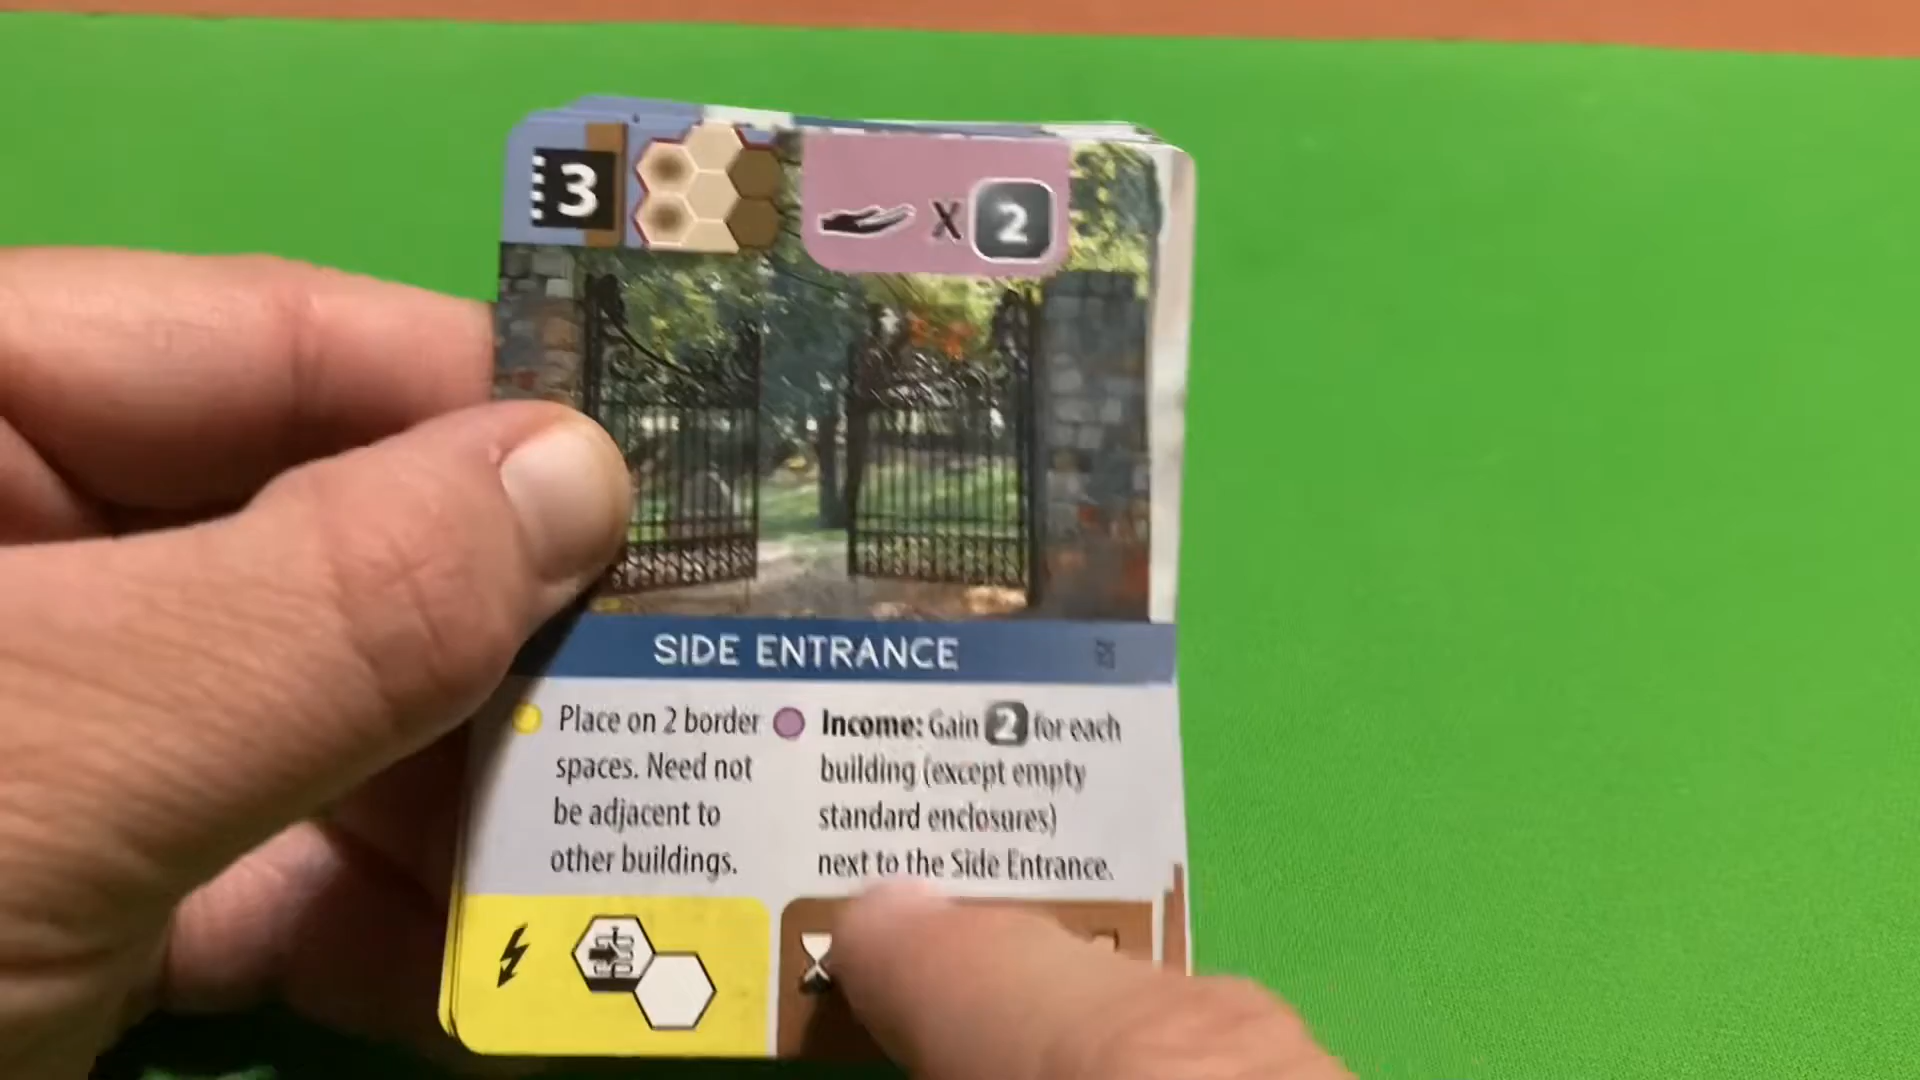 3
X 2
SIDE ENTRANCE
Place on 2 border
spaces. Need not
be adjacent to
other buildings.
Income: Gain 2 for each
building (except empty
standard enclosures)
next to the Side Entrance.